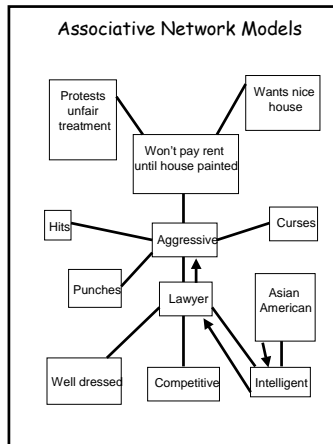 Associative Network Models
Protests
unfair
treatment
Wants nice
house
Won't pay rent
until house painted
Hits
Aggressive
Curses
Punches
Lawyer
Asian
American
Well dressed
Competitive
Intelligent